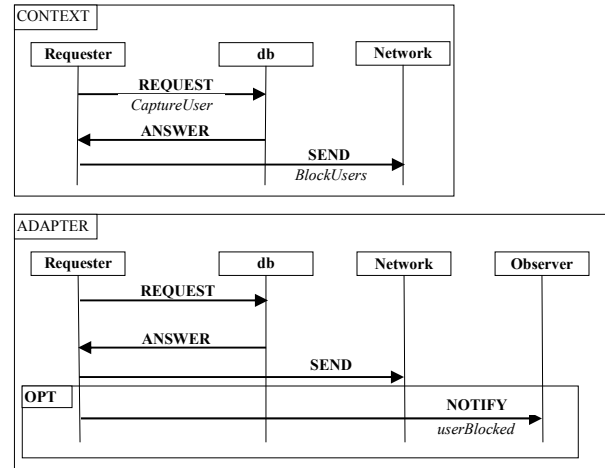 CONTEXT
Requester db Network
REQUEST
CaptureUser
ANSWER
SEND
BlockUsers
ADAPTER
Requester db Network Observer
REQUEST
ANSWER
SEND
OPT
NOTIFY
userBlocked